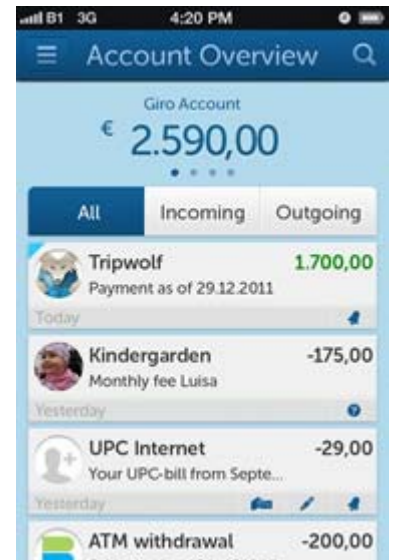 B1 3G 4:20 PM
Account Overview
Giro Account
€ 2.590,00
All Incoming Outgoing
Tripwolf 1.700,00
Payment as of 29.12.2011
Today
Kindergarden -175,00
Monthly fee Luisa
Yesterday
UPC Internet -29,00
Your UPC-bill from Septe...
Yesterday
ATM withdrawal -200,00